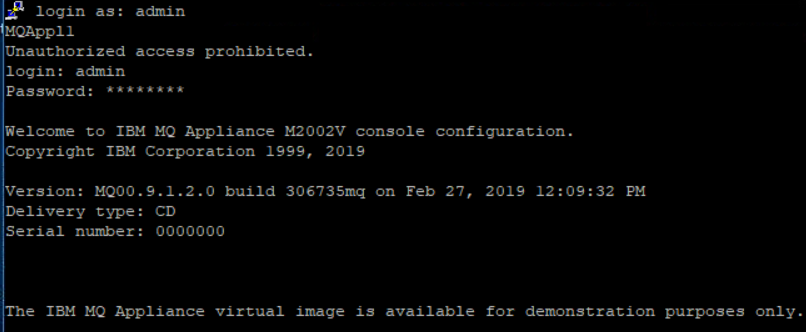 login as: admin
MQAppl1
Unauthorized access prohibited.
login: admin
Password: ********
Welcome to IBM MQ Appliance M2002V console configuration.
Copyright IBM Corporation 1999, 2019
Version: MQ00.9.1.2.0 build 306735mq on Feb 27, 2019 12:09:32 PM
Delivery type: CD
Serial number: 0000000
The IBM MQ Appliance virtual image is available for demonstration purposes only.